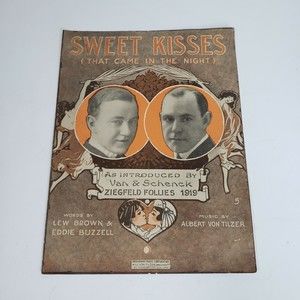 SWEET KISSES
(THAT CAME IN THE NIGHT)
AS INTRODUCED BY
Van & Schenck
ZIEGFELD FOLLIES 1919
WORDS BY
LEW BROWN &
EDDIE BUZZELL
MUSIC BY
ALBERT VON TILZER